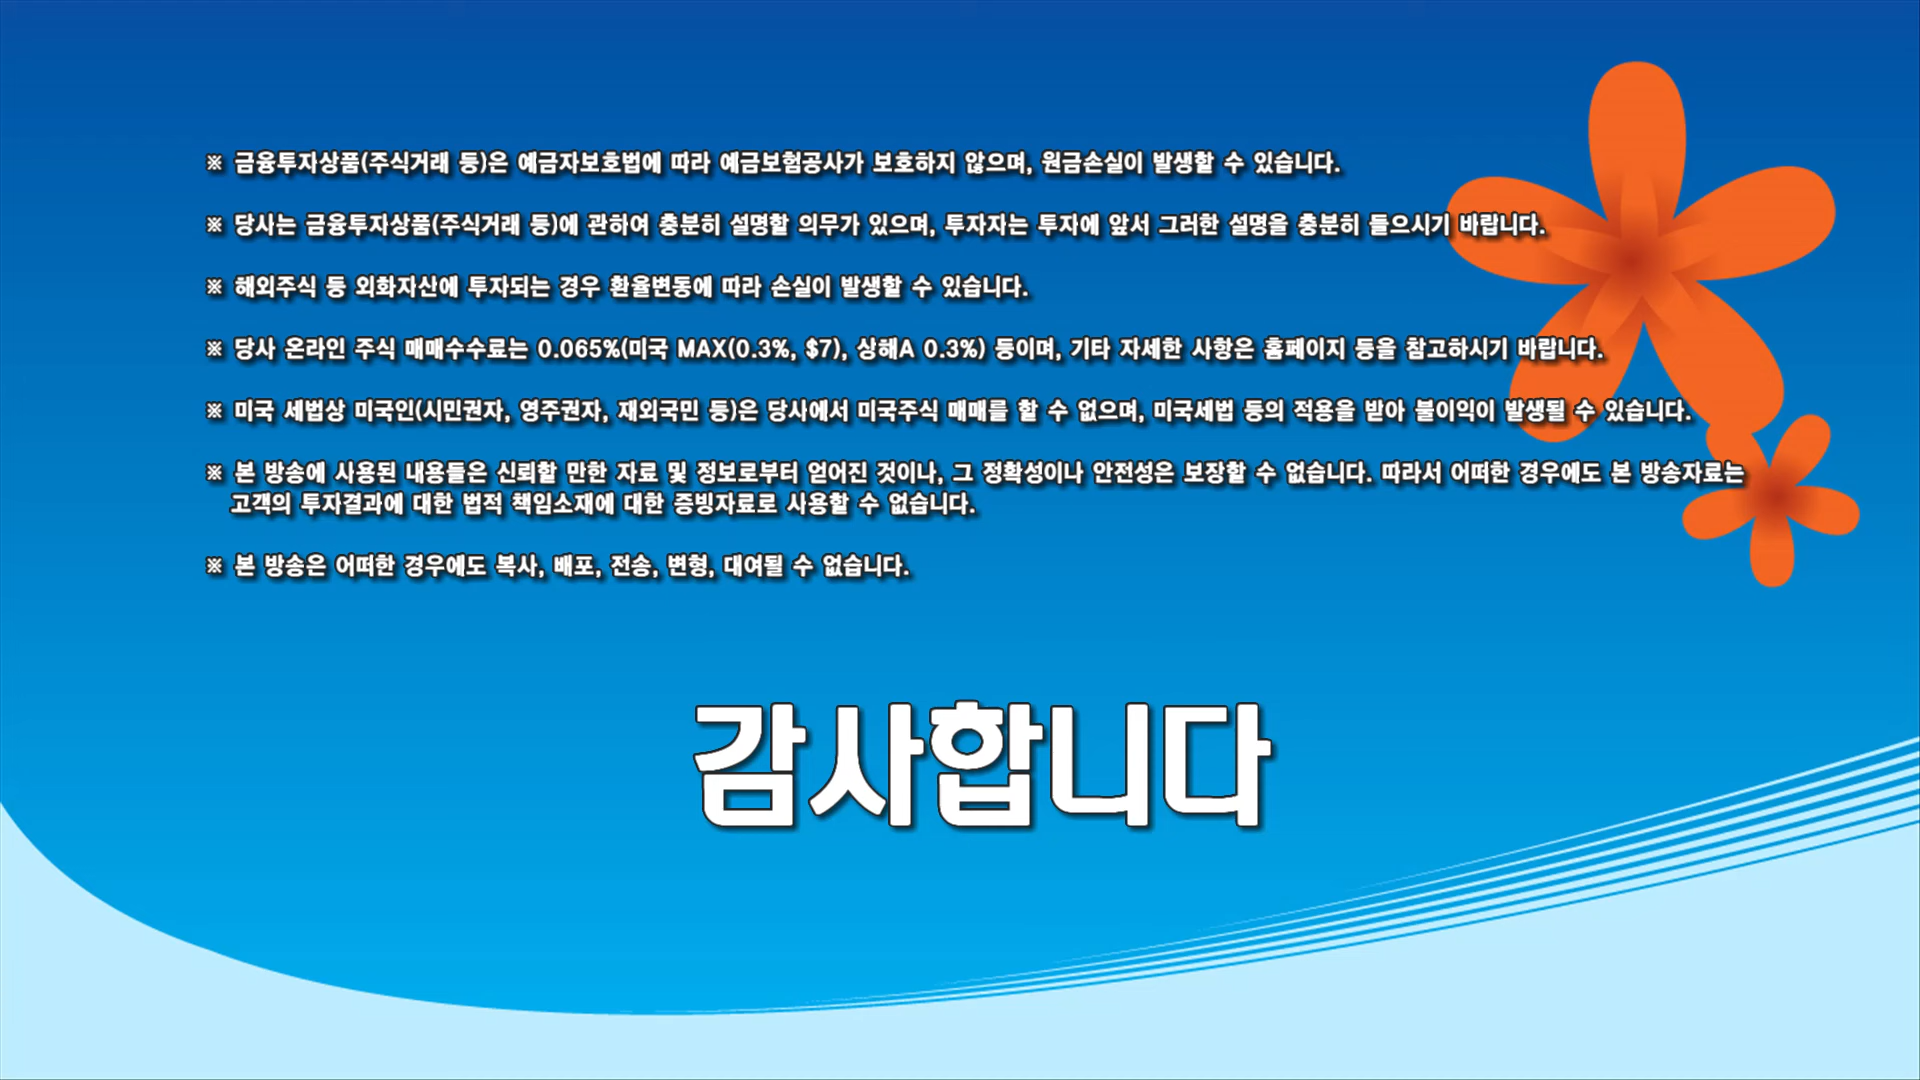 ※ 금융투자상품(주식거래 등)은 예금자보호법에 따라 예금보험공사가 보호하지 않으며, 원금손실이 발생할 수 있습니다.
※ 당사는 금융투자상품(주식거래 등)에 관하여 충분히 설명할 의무가 있으며, 투자자는 투자에 앞서 그러한 설명을 충분히 들으시기 바랍니다.
※ 해외주식 등 외화자산에 투자되는 경우 환율변동에 따라 손실이 발생할 수 있습니다.
※ 당사 온라인 주식 매매수수료는 0.065%(미국 MAX(0.3%, $7), 상해A 0.3%) 등이며, 기타 자세한 사항은 홈페이지 등을 참고하시기 바랍니다.
※ 미국 세법상 미국인(시민권자, 영주권자, 재외국민 등)은 당사에서 미국주식 매매를 할 수 없으며, 미국세법 등의 적용을 받아 불이익이 발생될 수 있습니다.
※ 본 방송에 사용된 내용들은 신뢰할 만한 자료 및 정보로부터 얻어진 것이나, 그 정확성이나 안전성은 보장할 수 없습니다. 따라서 어떠한 경우에도 본 방송자료는
고객의 투자결과에 대한 법적 책임소재에 대한 증빙자료로 사용할 수 없습니다.
※ 본 방송은 어떠한 경우에도 복사, 배포, 전송, 변형, 대여될 수 없습니다.
감사합니다